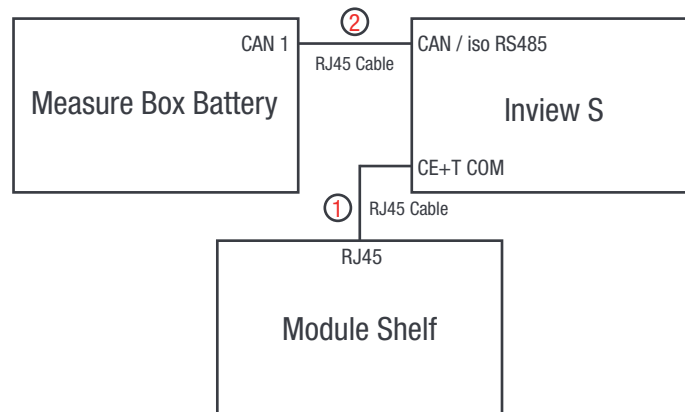 2
CAN 1
CAN / iso RS485
RJ45 Cable
Measure Box Battery
Inview S
CE+T COM
1
RJ45 Cable
RJ45
Module Shelf